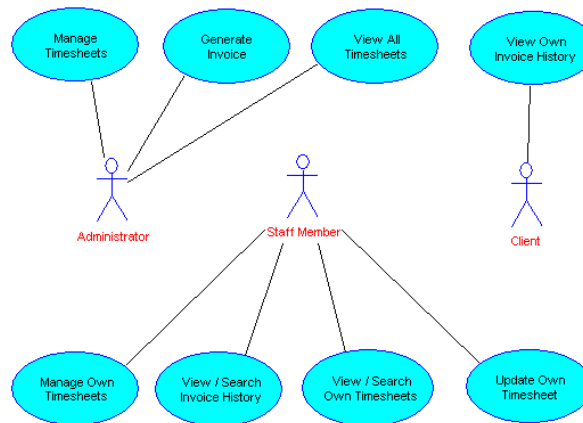 Manage
Timesheets
Generate
Invoice
View All
Timesheets
View Own
Invoice History
Administrator
Staff Member
Client
Manage Own
Timesheets
View / Search
Invoice History
View / Search
Own Timesheets
Update Own
Timesheet